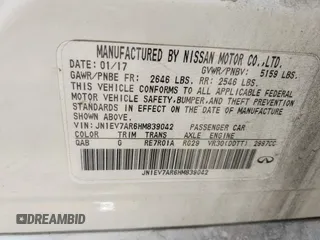 MANUFACTURED BY NISSAN MOTOR CO.,LTD.
DATE: 01/17 GVWR/PNBV: 5159 LBS.
GAWR/PNBE FR: 2646 LBS. RR: 2546 LBS.
THIS VEHICLE CONFORMS TO ALL APPLICABLE
FEDERAL MOTOR VEHICLE SAFETY, BUMPER, AND THEFT PREVENTION
STANDARDS IN EFFECT ON THE DATE OF MANUFACTURE
SHOWN ABOVE.
VIN: JN1EV7AR6HM839042 PASSENGER CAR
COLOR TRIM TRANS AXLE ENGINE
QAB G RE7R01A R029 VR30(DDTT) 2997CC
JN1EV7AR6HM839042
DREAMBID
DREAMBID.COM